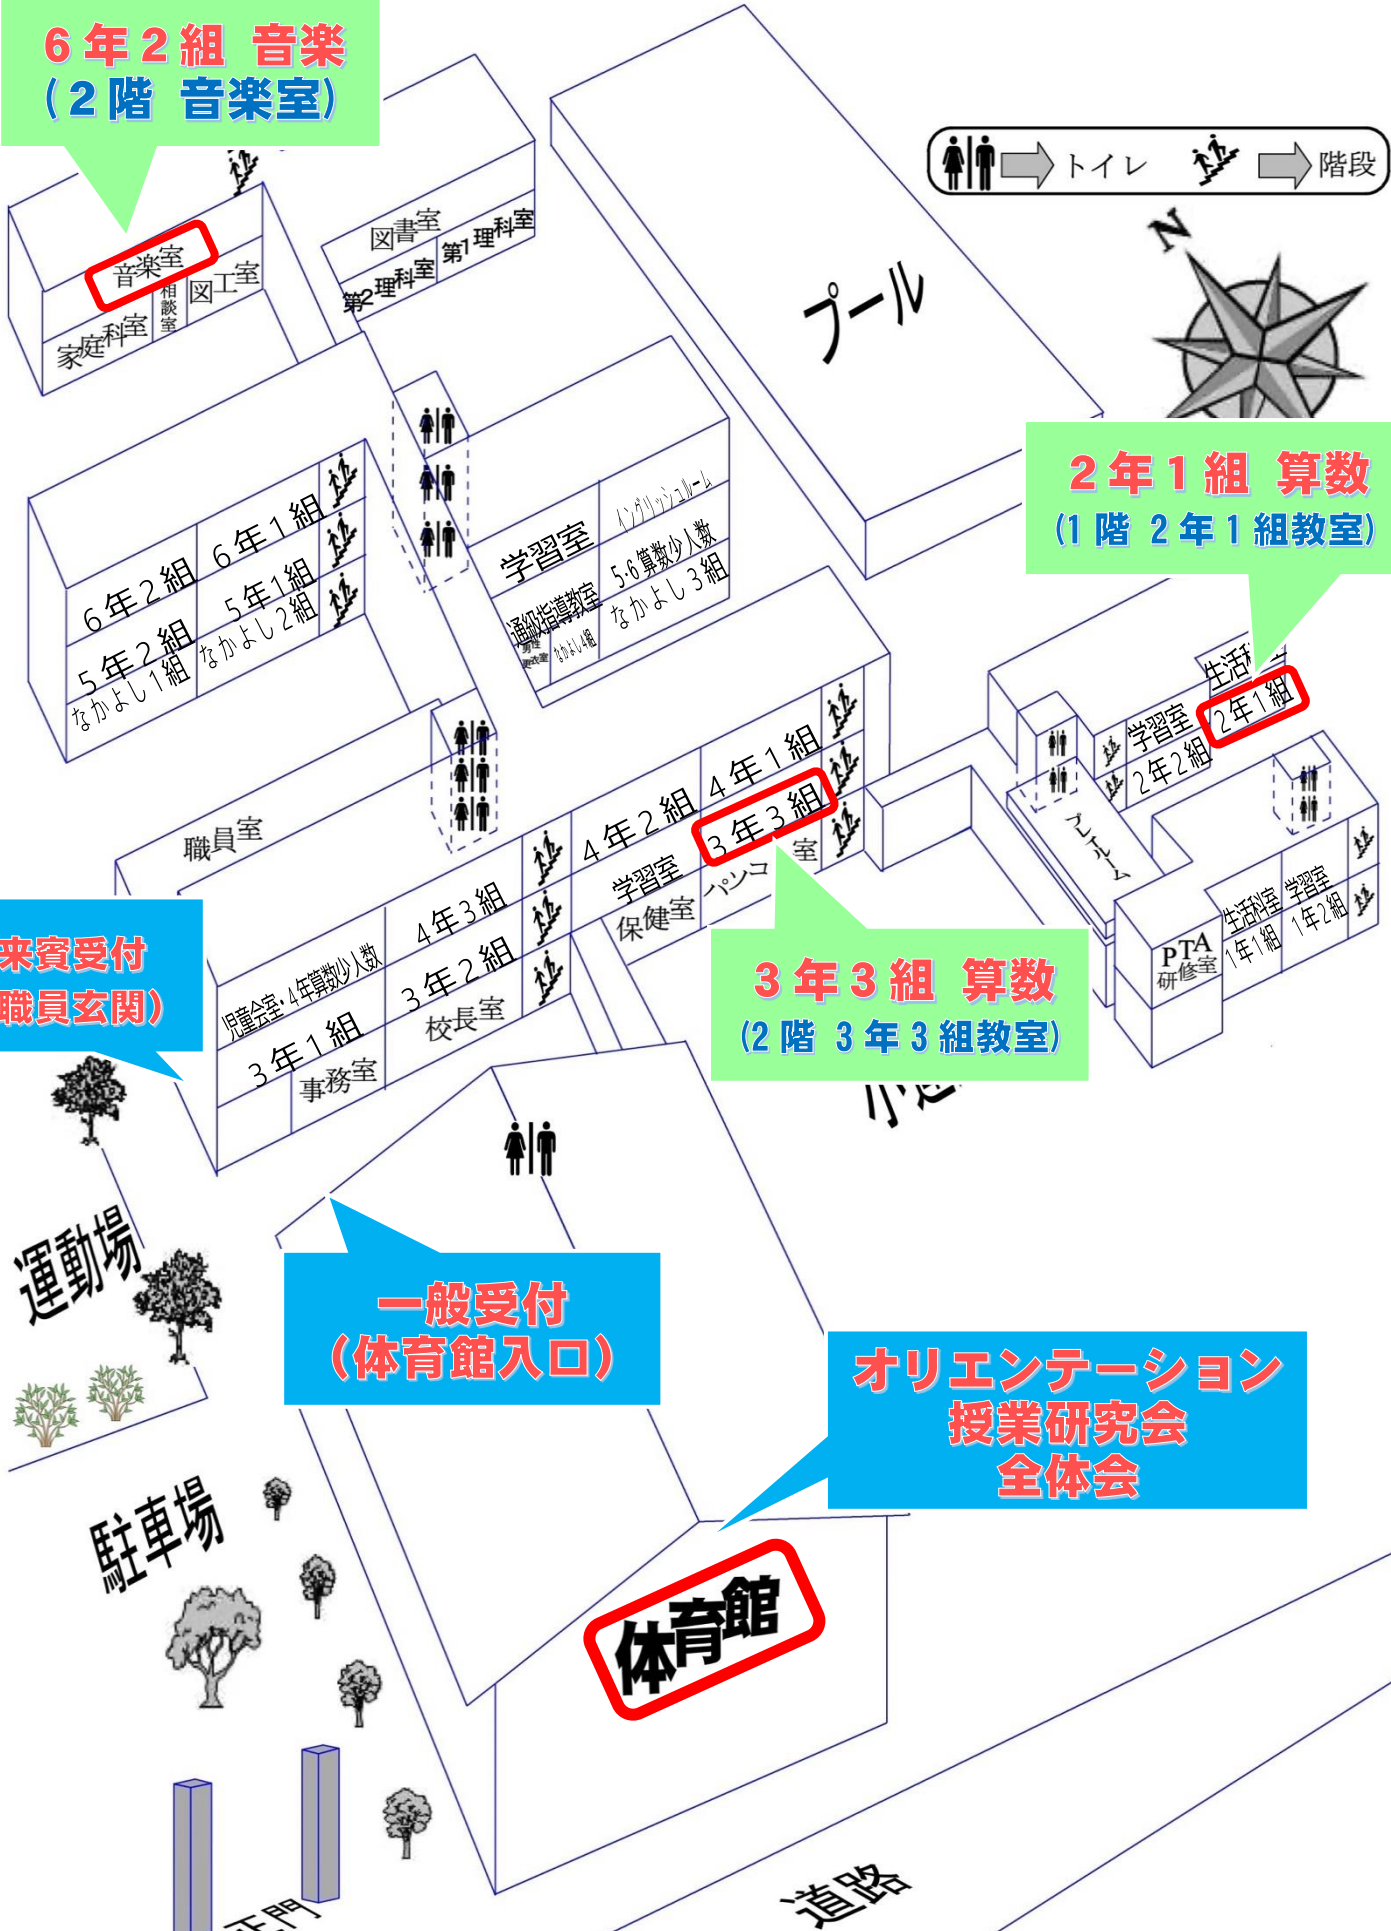 6年2組 音楽
(2階 音楽室)
トイレ
階段
N
図書室
第2理科室
第1理科室
音楽室
相談室
図工室
家庭科室
プール
2年1組 算数
(1階 2年1組教室)
6年2組
6年1組
5年2組
5年1組
なかよし1組
なかよし2組
学習室
イングリッシュルーム
通級指導教室
5・6算数少人数
男性
更衣室
なかよし4組
なかよし3組
学習室
2年1組
2年2組
プレイルーム
職員室
4年2組
4年1組
学習室
3年3組
保健室
パソコ
室
児童会室・4年算数少人数
4年3組
3年1組
3年2組
事務室
校長室
生活科室
学習室
1年1組
1年2組
PTA
研修室
来賓受付
職員玄関)
3年3組 算数
(2階 3年3組教室)
運動場
一般受付
(体育館入口)
オリエンテーション
授業研究会
全体会
駐車場
体育館
道路